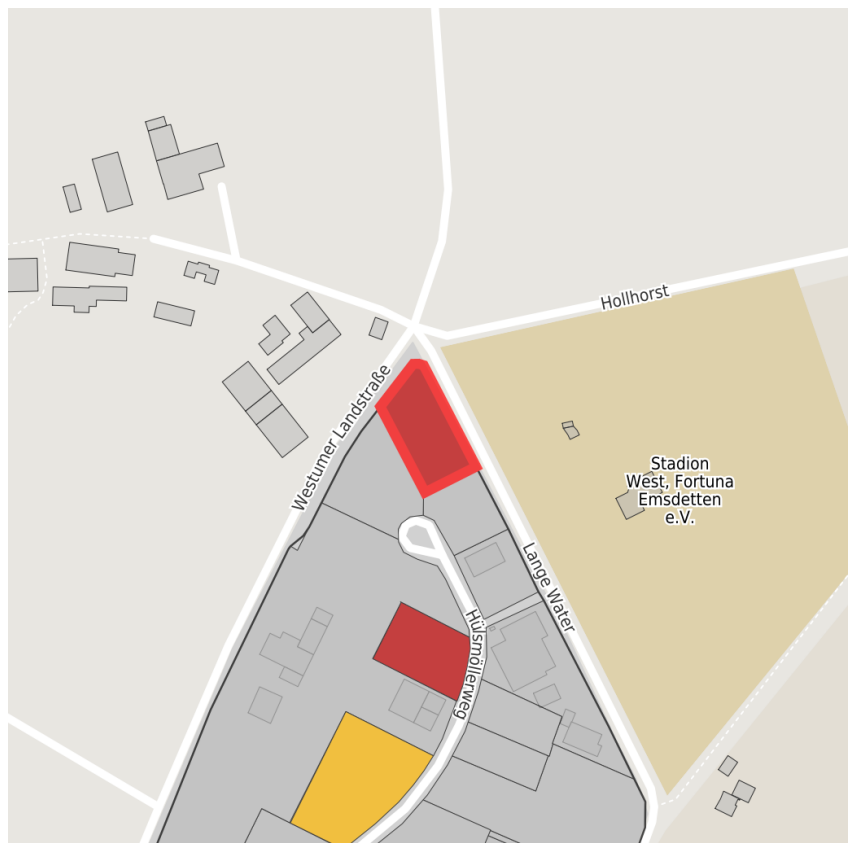 Hollhorst
Westumer Landstraße
Stadion
West, Fortuna
Emsdetten
e.V.
Lange Water
Hülsmöllerweg